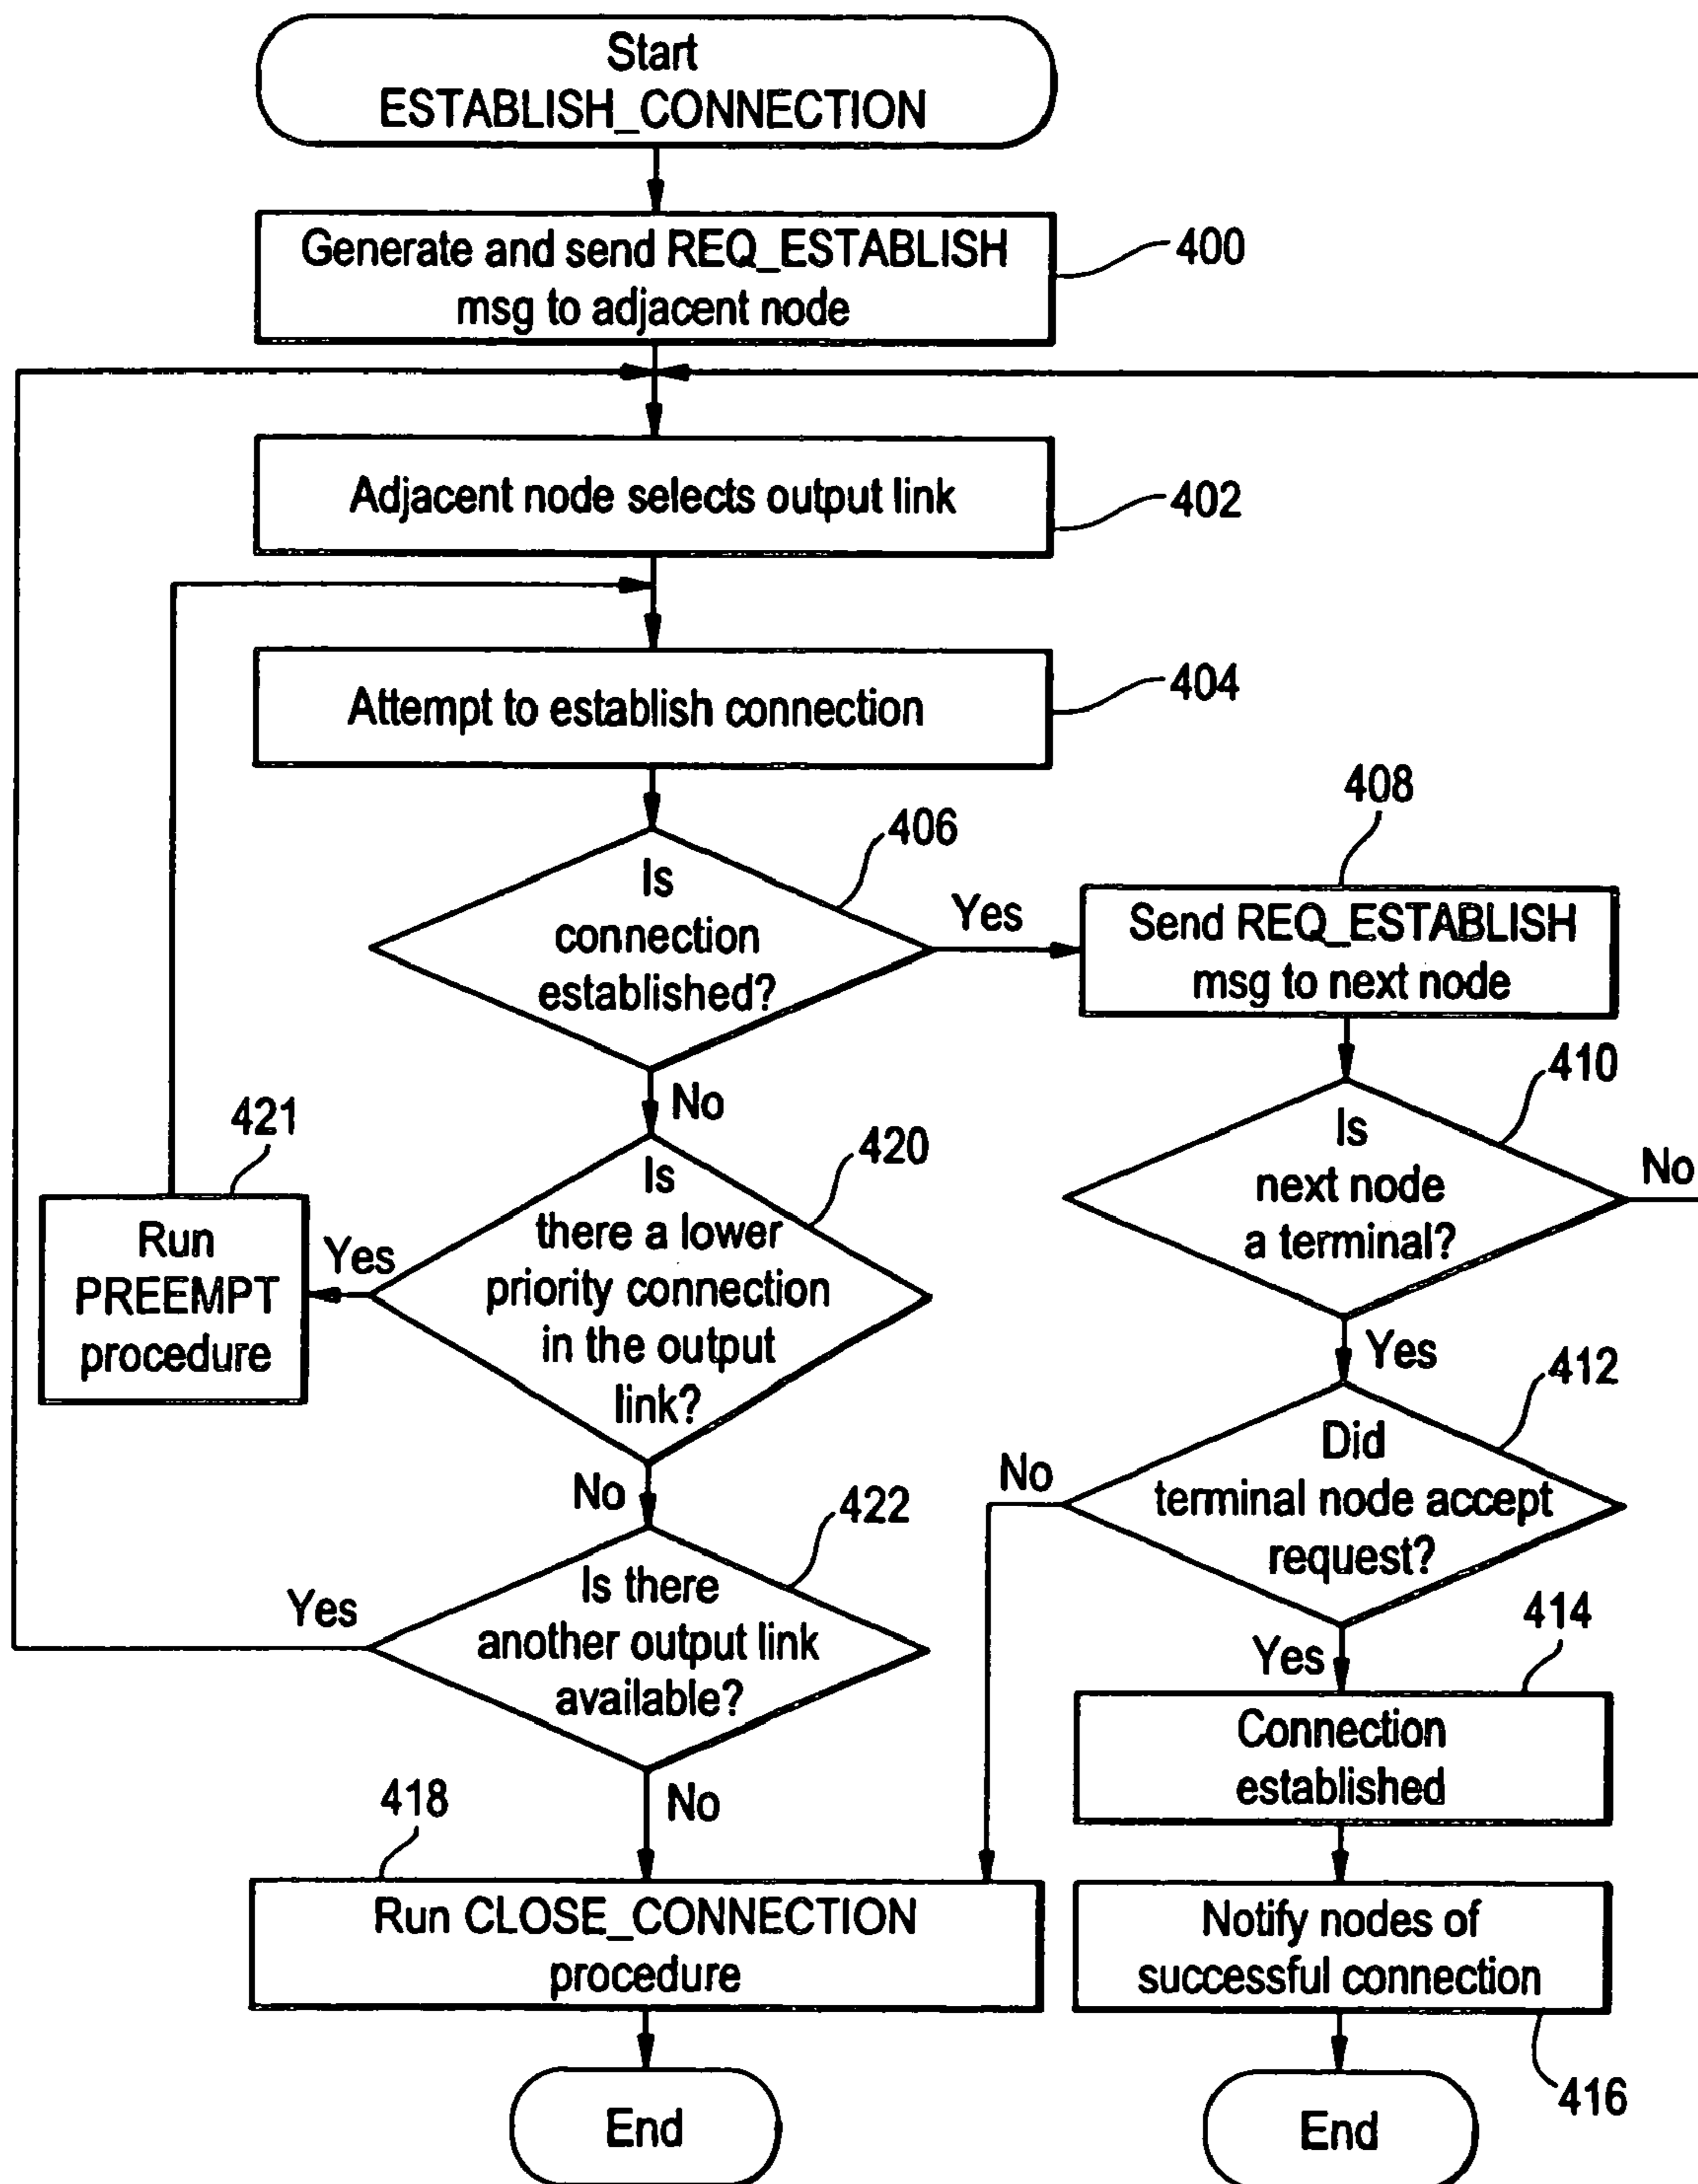 Start
ESTABLISH_CONNECTION
Generate and send REQ_ESTABLISH
msg to adjacent node
400
Adjacent node selects output link
402
Attempt to establish connection
404
406
Is
connection
established?
Yes
No
408
Send REQ_ESTABLISH
msg to next node
410
Is
next node
a terminal?
No
Yes
421
Run
PREEMPT
procedure
Yes
420
Is
there a lower
priority connection
in the output
link?
No
412
Did
terminal node accept
request?
No
Yes
422
Is there
another output link
available?
Yes
No
414
Connection
established
418
Run CLOSE_CONNECTION
procedure
Notify nodes of
successful connection
416
End
End